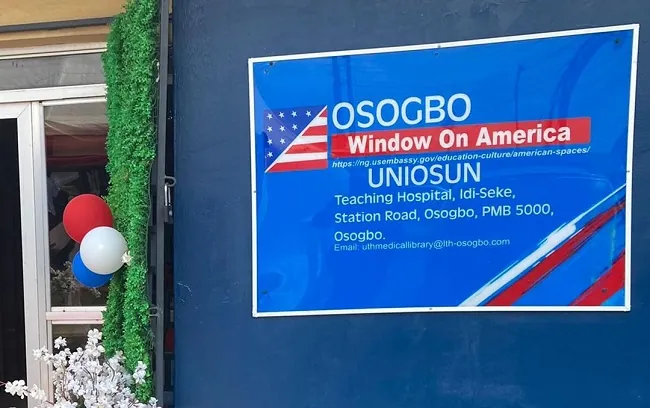 OSOGBO
Window On America
https://ng.usembassy.gov/education-culture/american-spaces/
UNIOSUN
Teaching Hospital, Idi-Seke,
Station Road, Osogbo, PMB 5000,
Osogbo.
Email: uthmedicallibrary@lth-osogbo.com